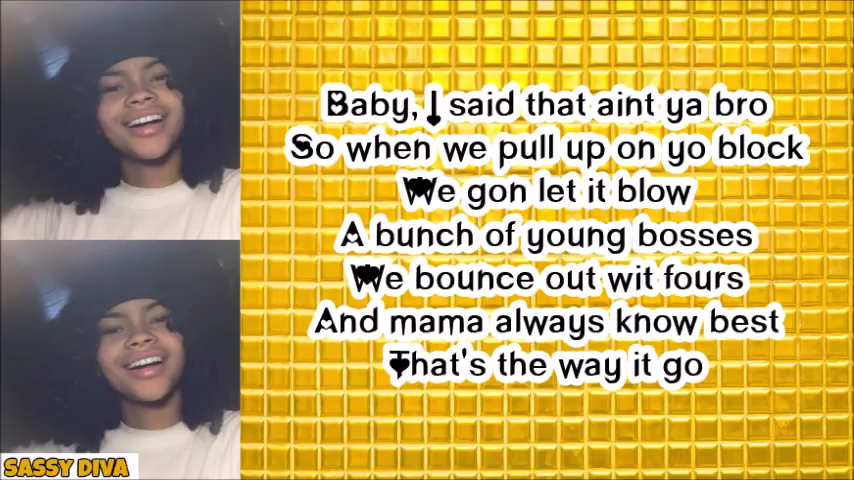 Baby, I said that aint ya bro
So when we pull up on yo block
We gon let it blow
A bunch of young bosses
We bounce out wit fours
And mama always know best
That's the way it go
SASSY DIVA